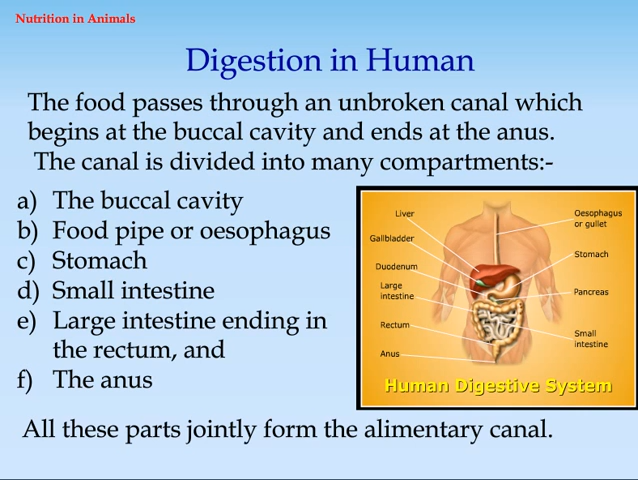 Nutrition in Animals
Digestion in Human
The food passes through an unbroken canal which
begins at the buccal cavity and ends at the anus.
The canal is divided into many compartments:-
a) The buccal cavity
b) Food pipe or oesophagus
c) Stomach
d) Small intestine
e) Large intestine ending in
the rectum, and
f) The anus
Liver
Gallbladder
Duodenum
Large
intestine
Rectum
Anus
Oesophagus
or gullet
Stomach
Pancreas
Small
intestine
Human Digestive System
All these parts jointly form the alimentary canal.